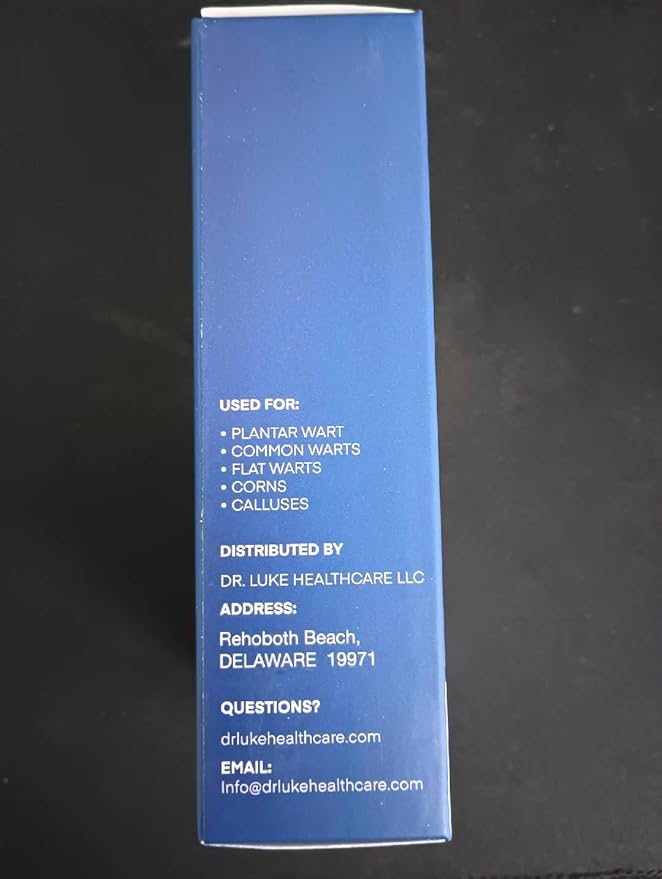 USED FOR:
• PLANTAR WART
• COMMON WARTS
• FLAT WARTS
• CORNS
• CALLUSES
DISTRIBUTED BY
DR. LUKE HEALTHCARE LLC
ADDRESS:
Rehoboth Beach,
DELAWARE 19971
QUESTIONS?
drlukehealthcare.com
EMAIL:
Info@drlukehealthcare.com